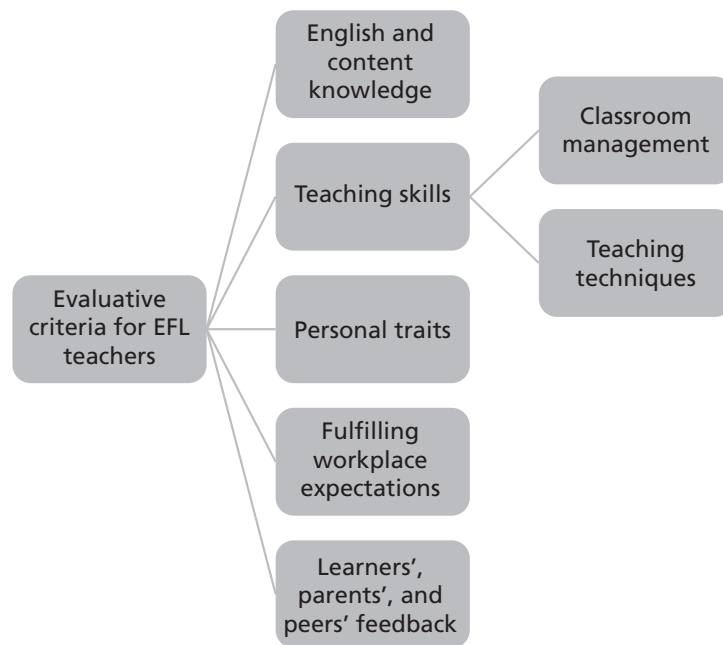 English and
content
knowledge
Classroom
management
Teaching skills
Teaching
techniques
Evaluative
criteria for EFL
teachers
Personal traits
Fulfilling
workplace
expectations
Learners’,
parents’, and
peers’ feedback